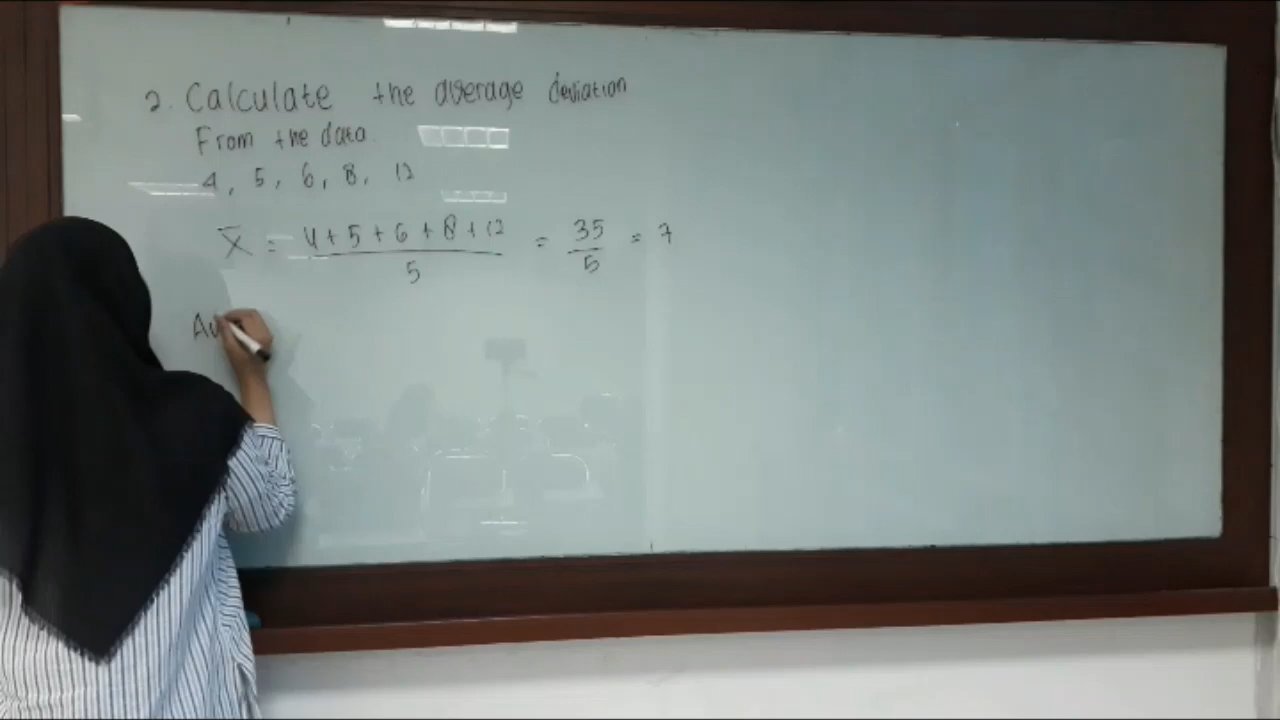 2. Calculate the average deviation
From the data
4, 5, 6, 8, 12
x̄ = 4+5+6+8+12 / 5 = 35 / 5 = 7
Av